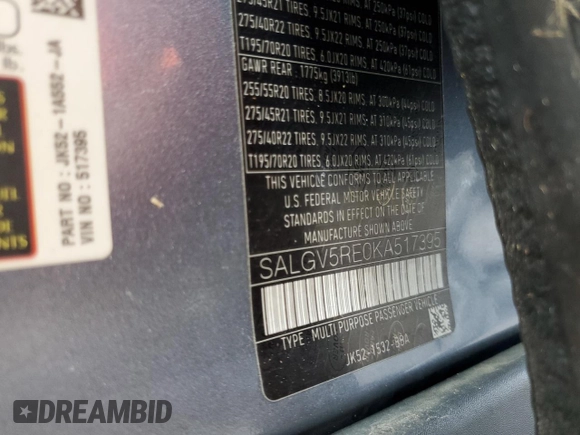 275/45R21 TIRES, 9.5JX21 RIMS, AT 250kPa (37psi) COLD
275/40R22 TIRES, 9.5JX22 RIMS, AT 250kPa (37psi) COLD
T195/70R20 TIRES, 6.0JX20 RIMS, AT 420kPa (61psi) COLD
GAWR REAR : 1775kg (3913lb)
255/55R20 TIRES, 8.5JX20 RIMS, AT 300kPa (44psi) COLD
275/45R21 TIRES, 9.5JX21 RIMS, AT 310kPa (45psi) COLD
275/40R22 TIRES, 9.5JX22 RIMS, AT 310kPa (45psi) COLD
T195/70R20 TIRES, 6.0JX20 RIMS, AT 420kPa (61psi) COLD
THIS VEHICLE CONFORMS TO ALL APPLICABLE
U.S. FEDERAL MOTOR VEHICLE SAFETY
STANDARDS IN EFFECT ON THE DATE OF
MANUFACTURE SHOWN ABOVE.
SALGV5RE0KA517395
TYPE: MULTI PURPOSE PASSENGER VEHICLE
JK52-1532-BBA
PART NO : JK52-1A552-JA
VIN NO : 517395
DREAMBID